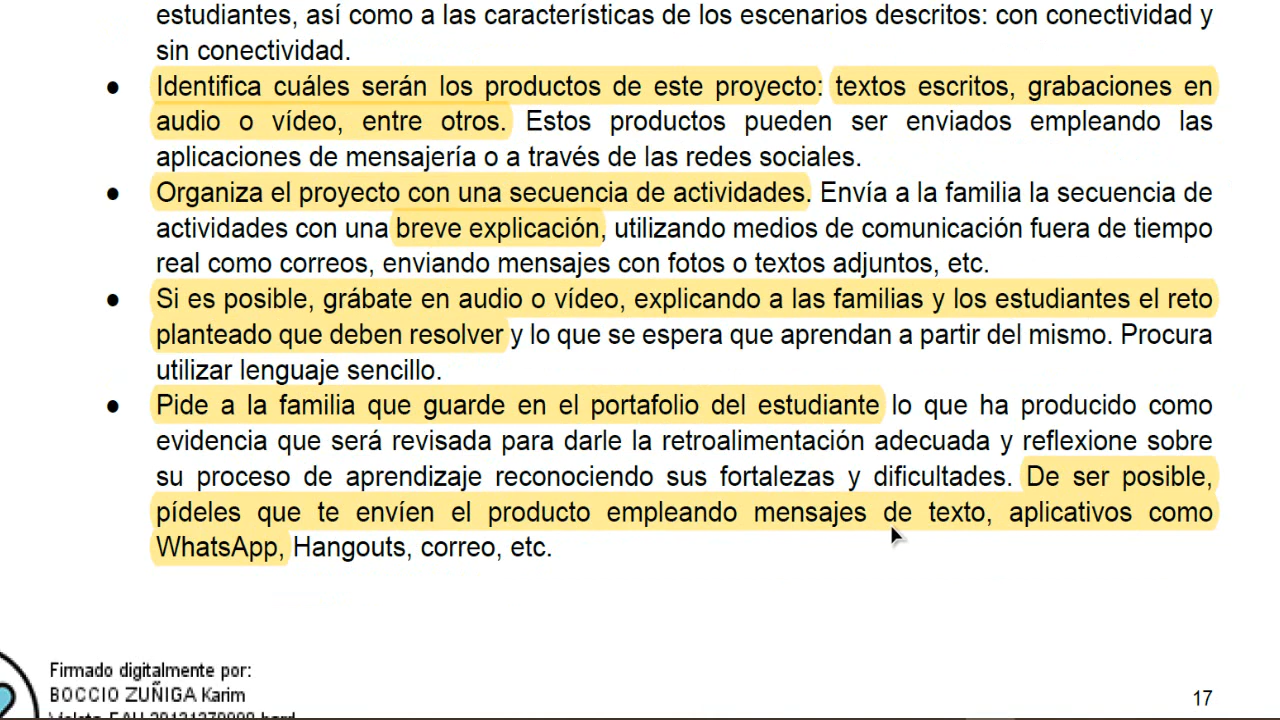 estudiantes, así como a las características de los escenarios descritos: con conectividad y
sin conectividad.
● Identifica cuáles serán los productos de este proyecto: textos escritos, grabaciones en
audio o vídeo, entre otros. Estos productos pueden ser enviados empleando las
aplicaciones de mensajería o a través de las redes sociales.
● Organiza el proyecto con una secuencia de actividades. Envía a la familia la secuencia de
actividades con una breve explicación, utilizando medios de comunicación fuera de tiempo
real como correos, enviando mensajes con fotos o textos adjuntos, etc.
● Si es posible, grábate en audio o vídeo, explicando a las familias y los estudiantes el reto
planteado que deben resolver y lo que se espera que aprendan a partir del mismo. Procura
utilizar lenguaje sencillo.
● Pide a la familia que guarde en el portafolio del estudiante lo que ha producido como
evidencia que será revisada para darle la retroalimentación adecuada y reflexione sobre
su proceso de aprendizaje reconociendo sus fortalezas y dificultades. De ser posible,
pídeles que te envíen el producto empleando mensajes de texto, aplicativos como
WhatsApp, Hangouts, correo, etc.
Firmado digitalmente por:
BOCCIO ZUÑIGA Karim
17